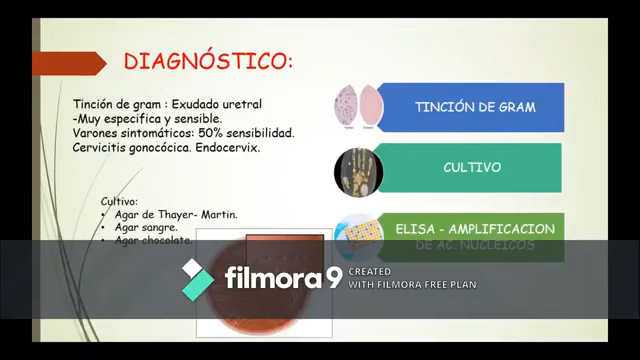 DIAGNÓSTICO:
Tinción de gram : Exudado uretral
-Muy especifica y sensible.
Varones sintomáticos: 50% sensibilidad.
Cervicitis gonocócica. Endocervix.
Cultivo:
• Agar de Thayer- Martin.
• Agar sangre.
• Agar chocolate.
TINCIÓN DE GRAM
CULTIVO
ELISA - AMPLIFICACION
DE AC. NUCLEICOS
filmora9
CREATED
WITH FILMORA FREE PLAN